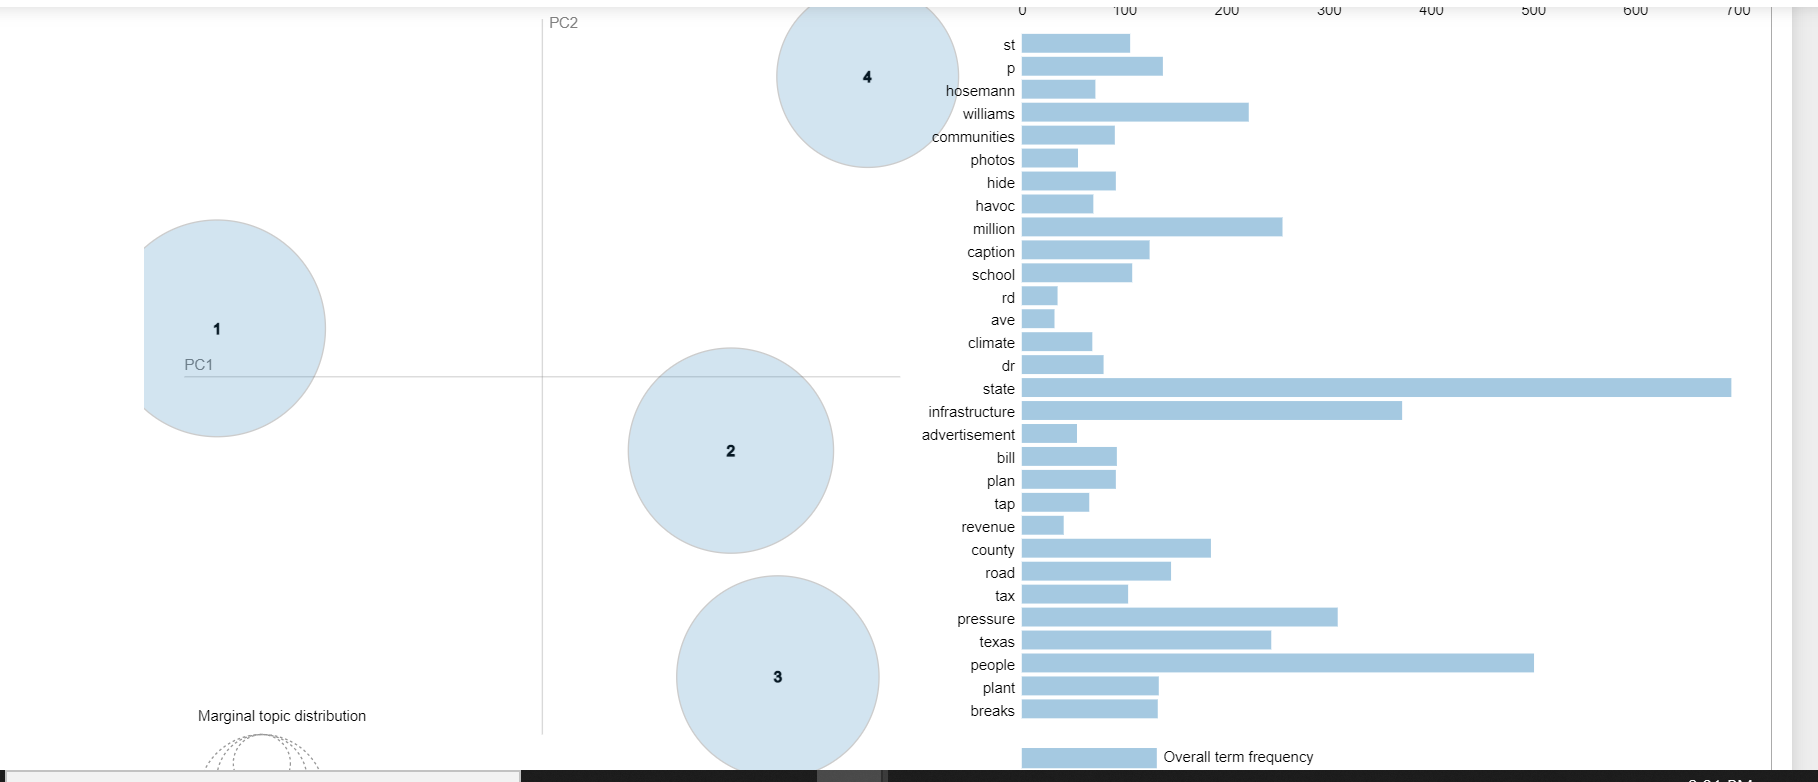 PC2
4
1
PC1
2
3
Marginal topic distribution
0 100 200 300 400 500 600 700
st
p
hosemann
williams
communities
photos
hide
havoc
million
caption
school
rd
ave
climate
dr
state
infrastructure
advertisement
bill
plan
tap
revenue
county
road
tax
pressure
texas
people
plant
breaks
Overall term frequency